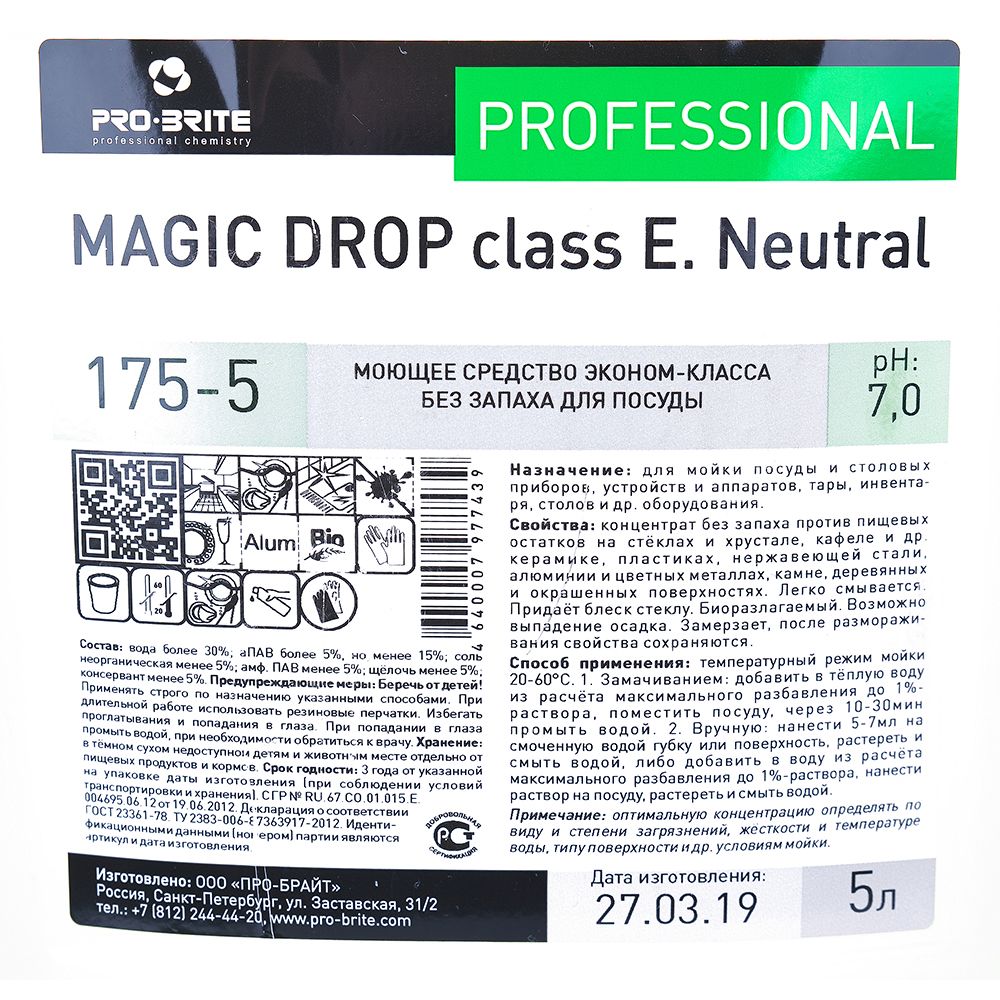 PRO-BRITE
professional chemistry
PROFESSIONAL
MAGIC DROP class E. Neutral
175-5
МОЮЩЕЕ СРЕДСТВО ЭКОНОМ-КЛАССА
БЕЗ ЗАПАХА ДЛЯ ПОСУДЫ
pH:
7,0
Alum
Bio
60
20
4 640007 977439
Состав: вода более 30%; аПАВ более 5%, но менее 15%; соль
неорганическая менее 5%; амф. ПАВ менее 5%; щёлочь менее 5%;
консервант менее 5%. Предупреждающие меры: Беречь от детей!
Применять строго по назначению указанными способами. При
длительной работе использовать резиновые перчатки. Избегать
проглатывания и попадания в глаза. При попадании в глаза
промыть водой, при необходимости обратиться к врачу. Хранение:
в тёмном сухом недоступном детям и животным месте отдельно от
пищевых продуктов и кормов. Срок годности: 3 года от указанной
на упаковке даты изготовления (при соблюдении условий
транспортировки и хранения). СГР № RU.67.CO.01.015.E.
004695.06.12 от 19.06.2012. Декларация о соответствии
ГОСТ 23361-78. ТУ 2383-006-87363917-2012. Иденти-
фикационными данными (номером) партии являются
артикул и дата изготовления.
ДОБРОВОЛЬНАЯ
СЕРТИФИКАЦИЯ
Назначение: для мойки посуды и столовых
приборов, устройств и аппаратов, тары, инвента-
ря, столов и др. оборудования.
Свойства: концентрат без запаха против пищевых
остатков на стёклах и хрустале, кафеле и др.
керамике, пластиках, нержавеющей стали,
алюминии и цветных металлах, камне, деревянных
и окрашенных поверхностях. Легко смывается.
Придаёт блеск стеклу. Биоразлагаемый. Возможно
выпадение осадка. Замерзает, после разморажи-
вания свойства сохраняются.
Способ применения: температурный режим мойки
20-60°С. 1. Замачиванием: добавить в тёплую воду
из расчёта максимального разбавления до 1%-
раствора, поместить посуду, через 10-30мин
промыть водой. 2. Вручную: нанести 5-7мл на
смоченную водой губку или поверхность, растереть и
смыть водой, либо добавить в воду из расчёта
максимального разбавления до 1%-раствора, нанести
раствор на посуду, растереть и смыть водой.
Примечание: оптимальную концентрацию определять по
виду и степени загрязнений, жёсткости и температуре
воды, типу поверхности и др. условиям мойки.
Изготовлено: ООО «ПРО-БРАЙТ»
Россия, Санкт-Петербург, ул. Заставская, 31/2
тел.: +7 (812) 244-44-20, www.pro-brite.com
Дата изготовления:
27.03.19
5л